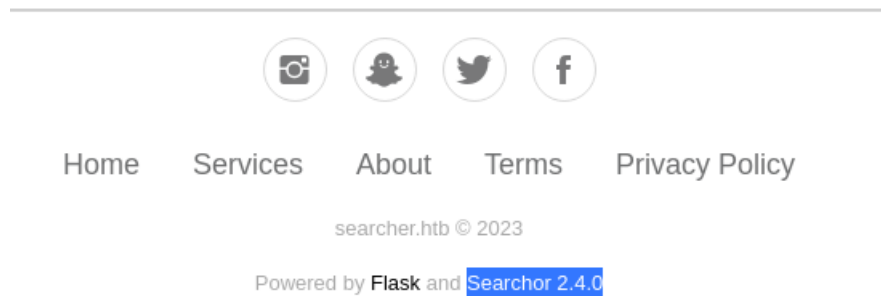 Home Services About Terms Privacy Policy
searcher.htb © 2023
Powered by Flask and Searchor 2.4.0